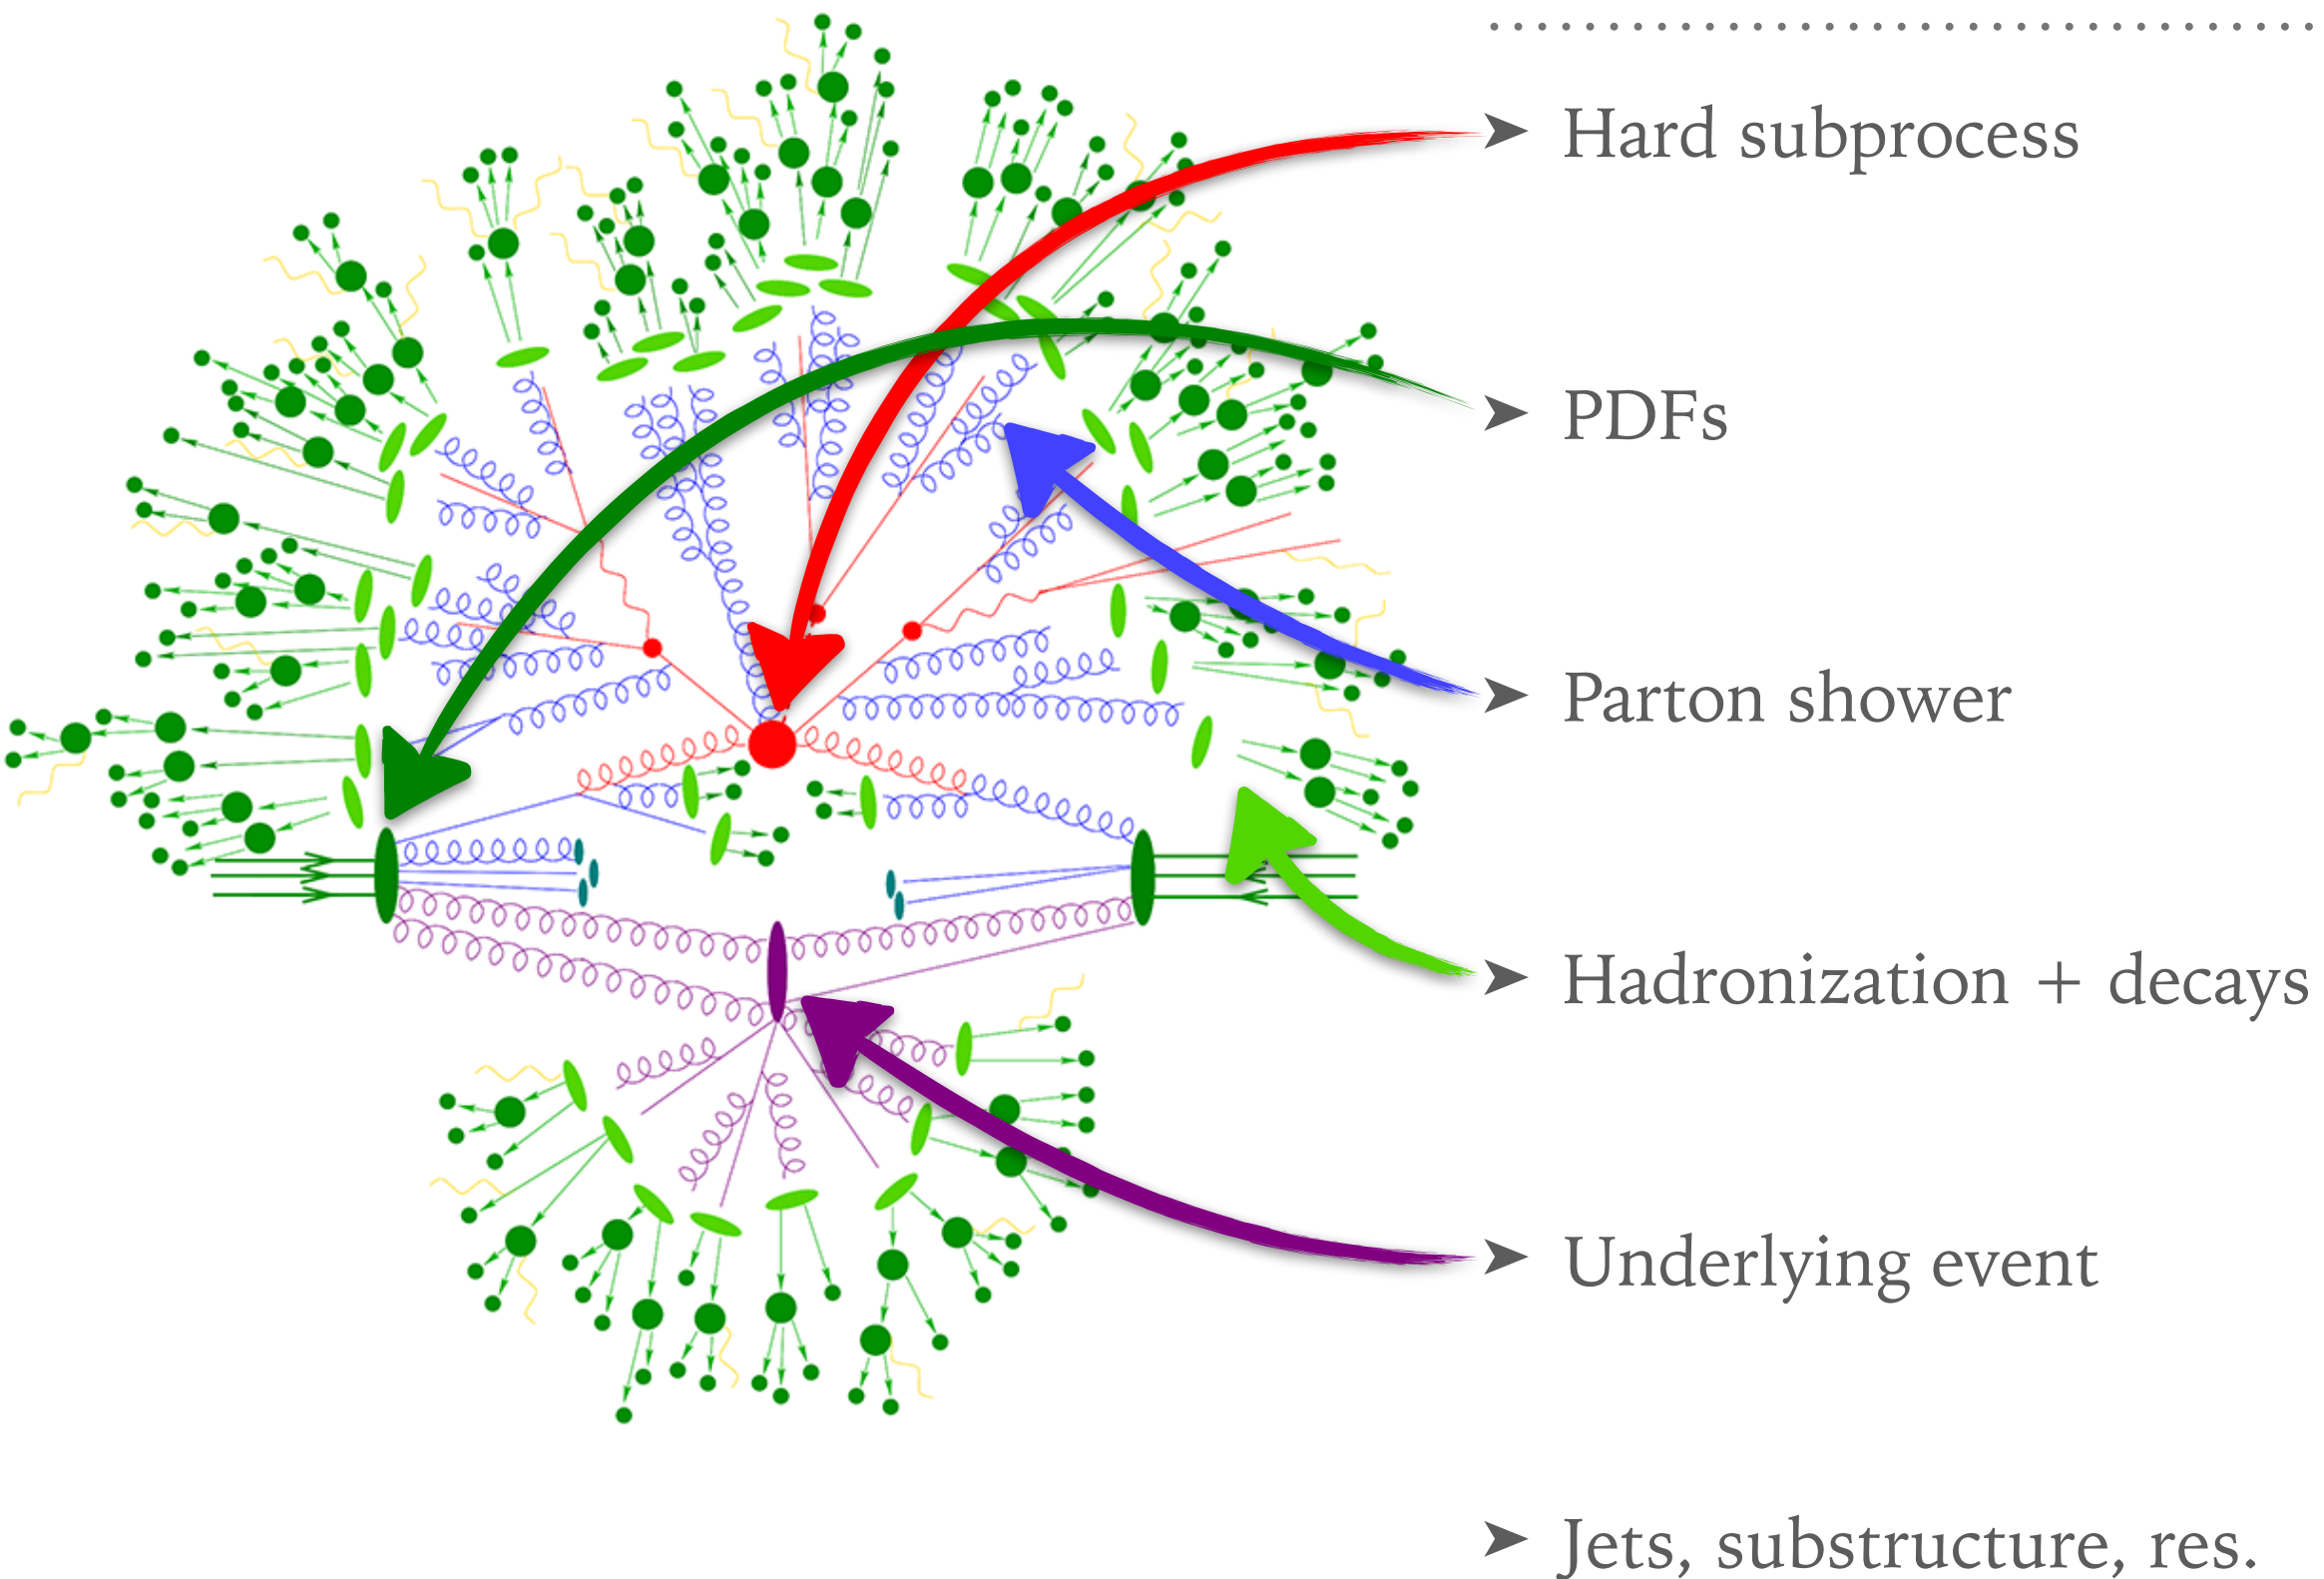 ➤ Hard subprocess
➤ PDFs
➤ Parton shower
➤ Hadronization + decays
➤ Underlying event
➤ Jets, substructure, res.